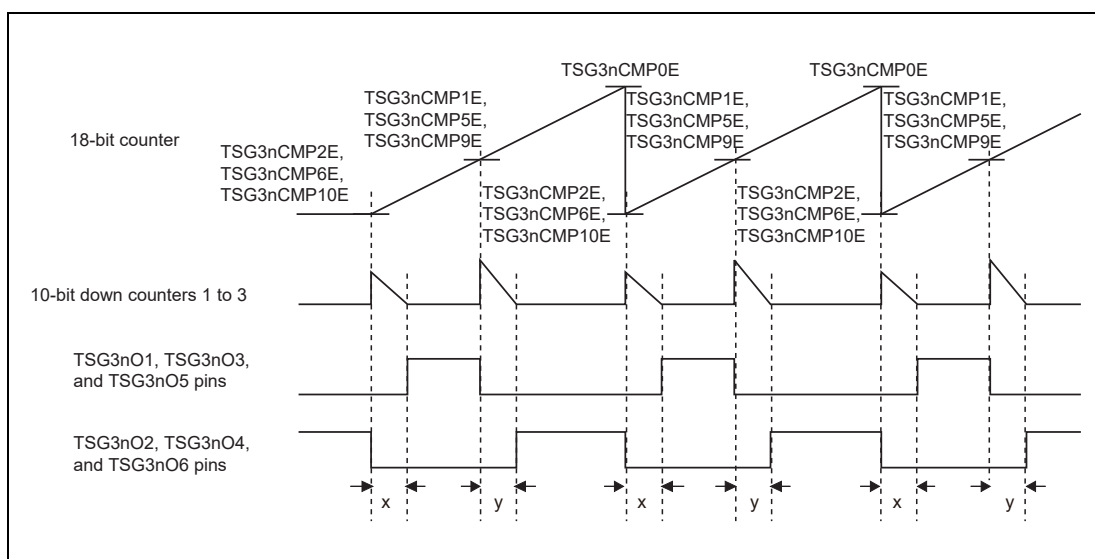 TSG3nCMP0E
TSG3nCMP0E
TSG3nCMP1E,
TSG3nCMP5E,
TSG3nCMP9E
TSG3nCMP1E,
TSG3nCMP5E,
TSG3nCMP9E
TSG3nCMP1E,
TSG3nCMP5E,
TSG3nCMP9E
18-bit counter
TSG3nCMP2E,
TSG3nCMP6E,
TSG3nCMP10E
TSG3nCMP2E,
TSG3nCMP6E,
TSG3nCMP10E
TSG3nCMP2E,
TSG3nCMP6E,
TSG3nCMP10E
10-bit down counters 1 to 3
TSG3nO1, TSG3nO3,
and TSG3nO5 pins
TSG3nO2, TSG3nO4,
and TSG3nO6 pins
x
y
x
y
x
y